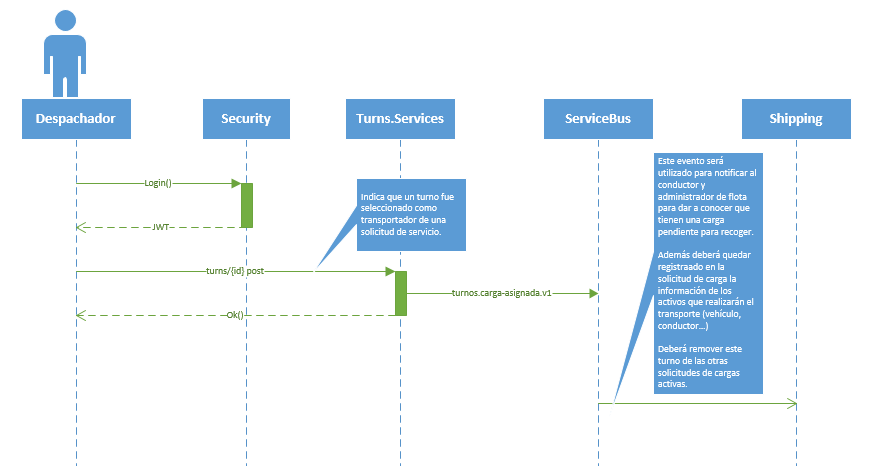 Despachador
Security
Turns.Services
ServiceBus
Shipping
Login()
JWT
Indica que un turno fue
seleccionado como
transportador de una
solicitud de servicio.
turns/{id} post
turnos.carga-asignada.v1
Ok()
Este evento será
utilizado para notificar al
conductor y
administrador de flota
para dar a conocer que
tienen una carga
pendiente para recoger.
Además deberá quedar
registraado en la
solicitud de carga la
información de los
activos que realizarán el
transporte (vehículo,
conductor...)
Deberá remover este
turno de las otras
solicitudes de cargas
activas.